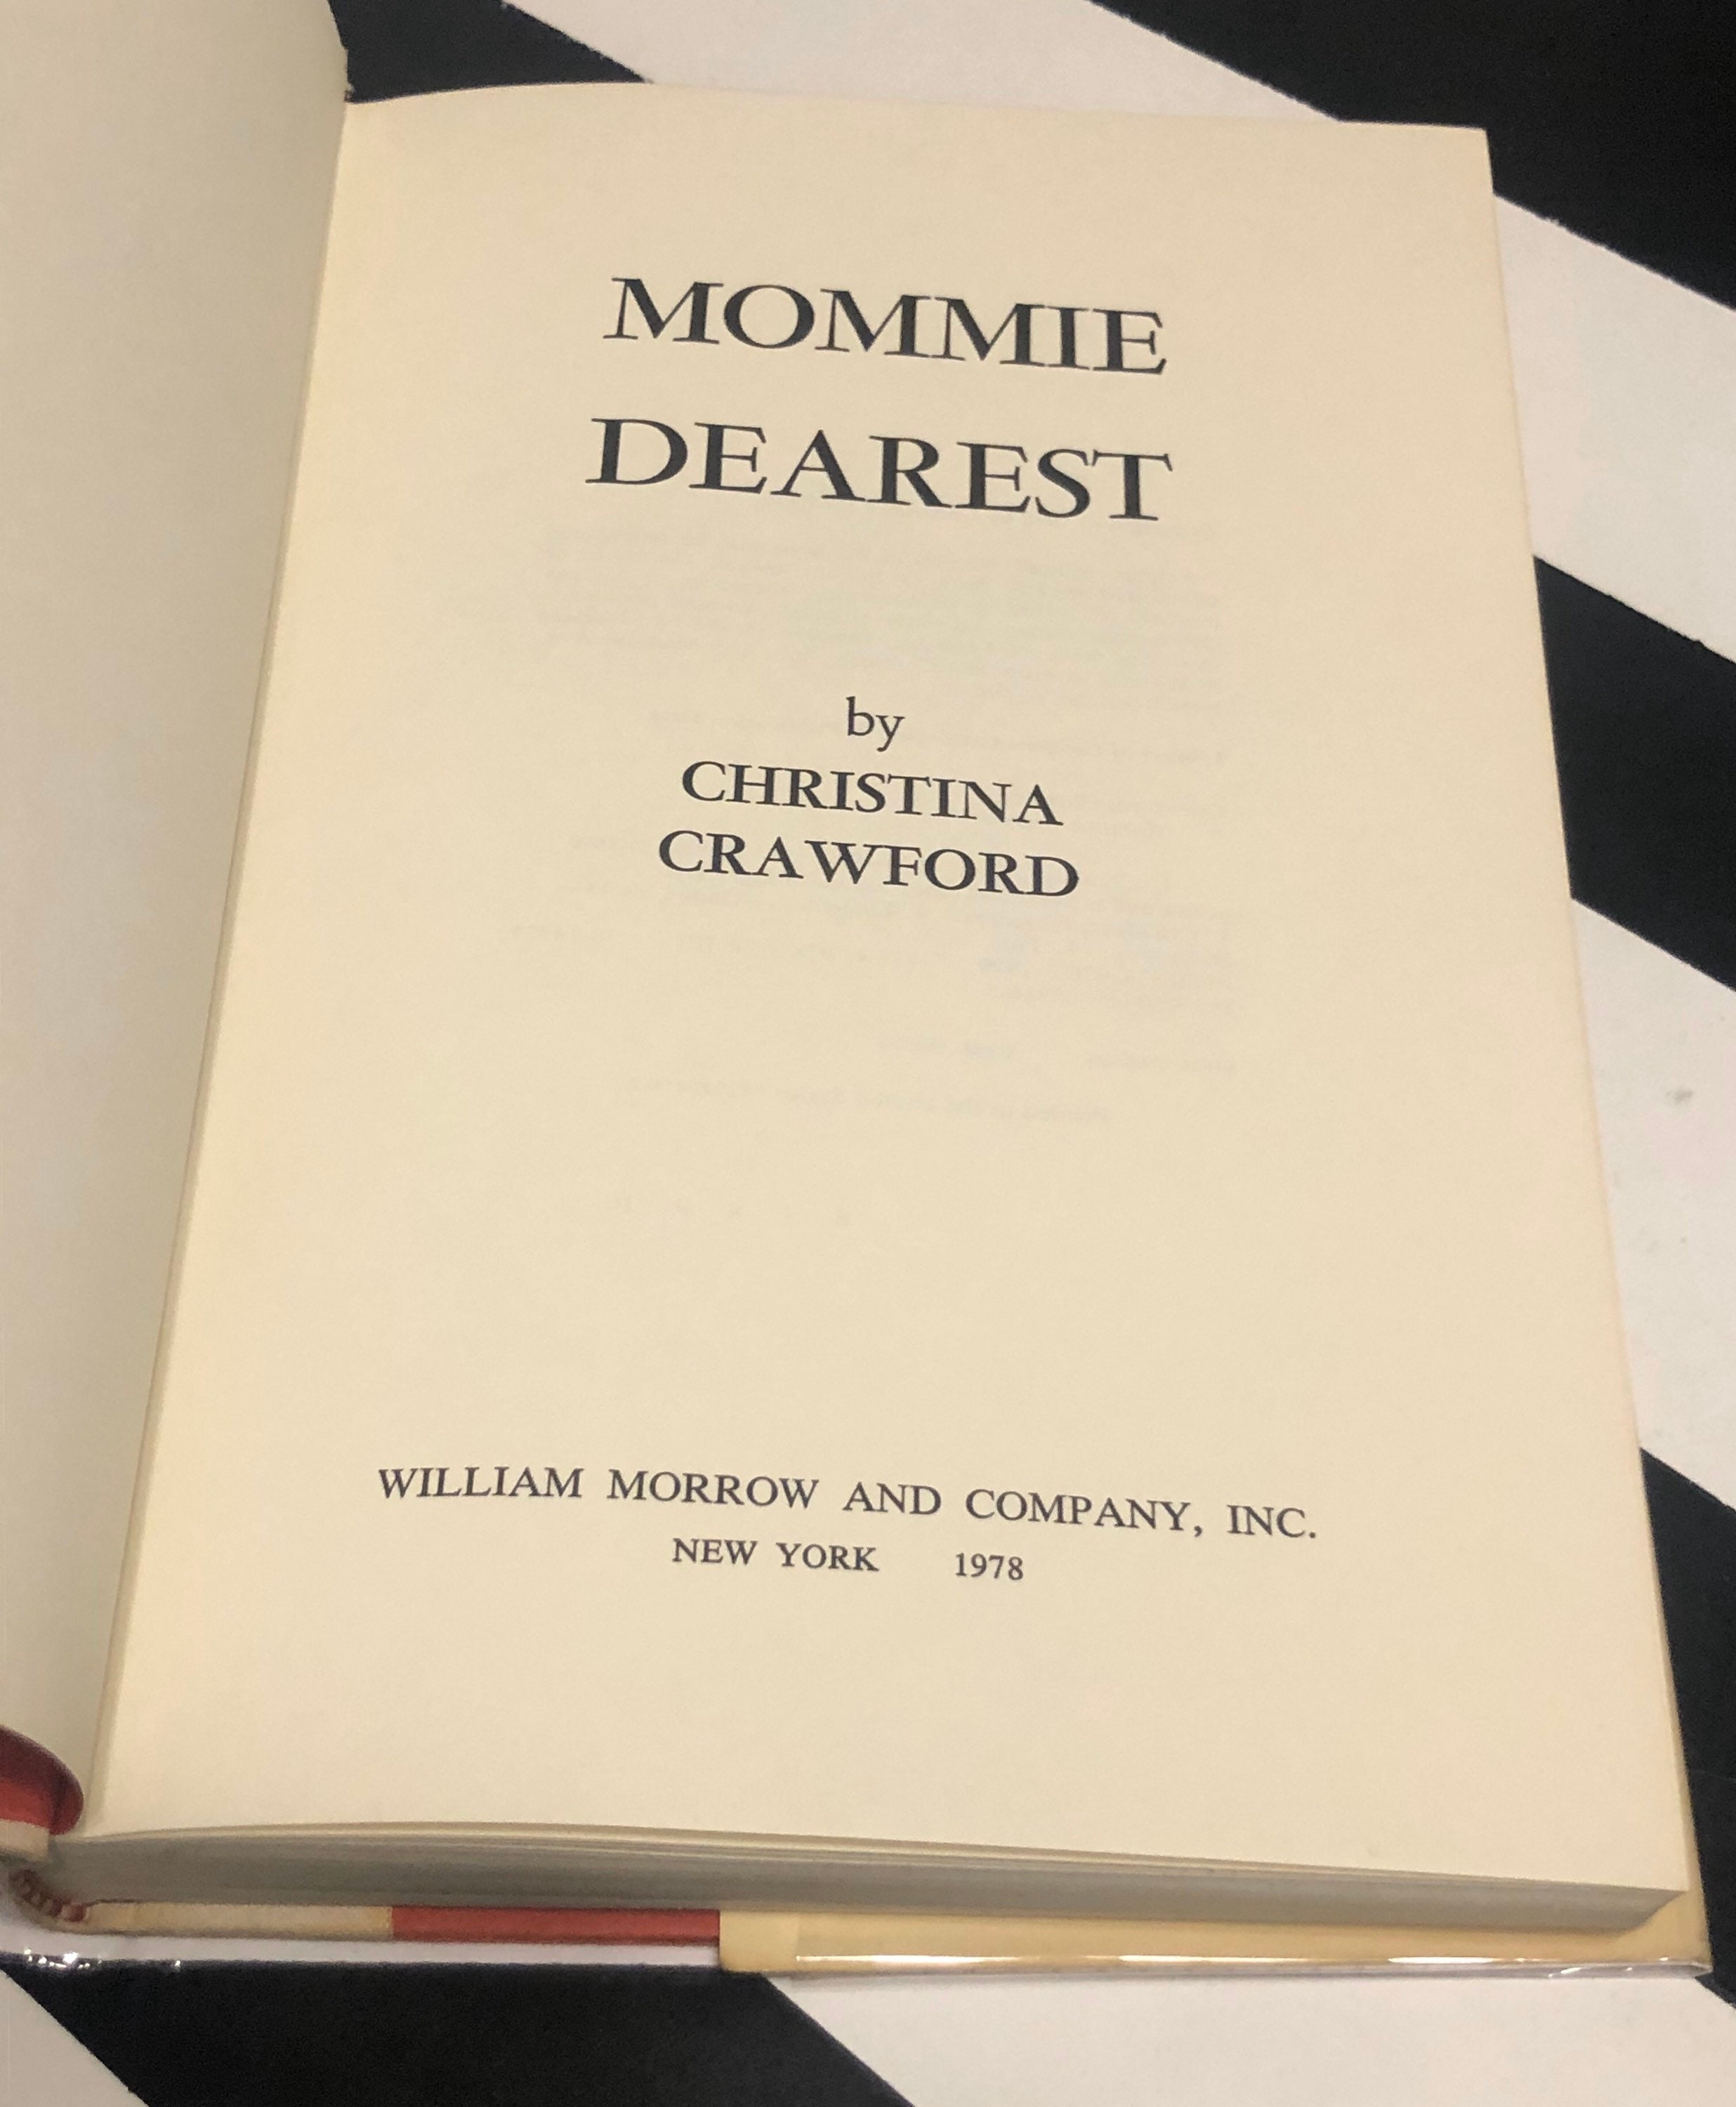 MOMMIE
DEAREST
by
CHRISTINA
CRAWFORD
WILLIAM MORROW AND COMPANY, INC.
NEW YORK 1978